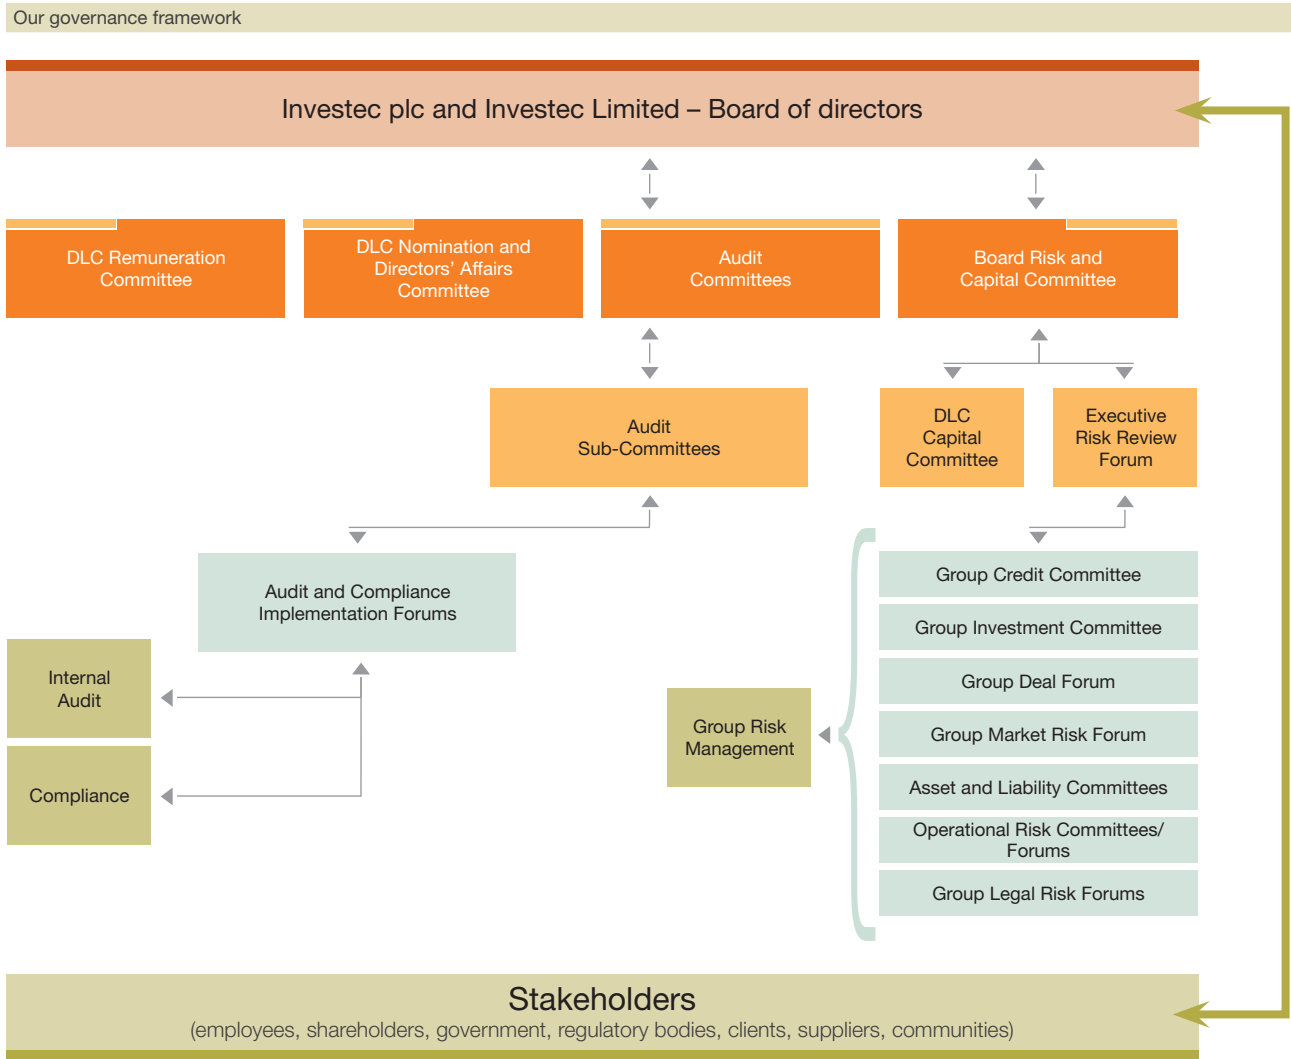 Our governance framework
Investec plc and Investec Limited – Board of directors
DLC Remuneration
Committee
DLC Nomination and
Directors' Affairs
Committee
Audit
Committees
Board Risk and
Capital Committee
Audit
Sub-Committees
DLC
Capital
Committee
Executive
Risk Review
Forum
Audit and Compliance
Implementation Forums
Internal
Audit
Compliance
Group Risk
Management
Group Credit Committee
Group Investment Committee
Group Deal Forum
Group Market Risk Forum
Asset and Liability Committees
Operational Risk Committees/
Forums
Group Legal Risk Forums
Stakeholders
(employees, shareholders, government, regulatory bodies, clients, suppliers, communities)